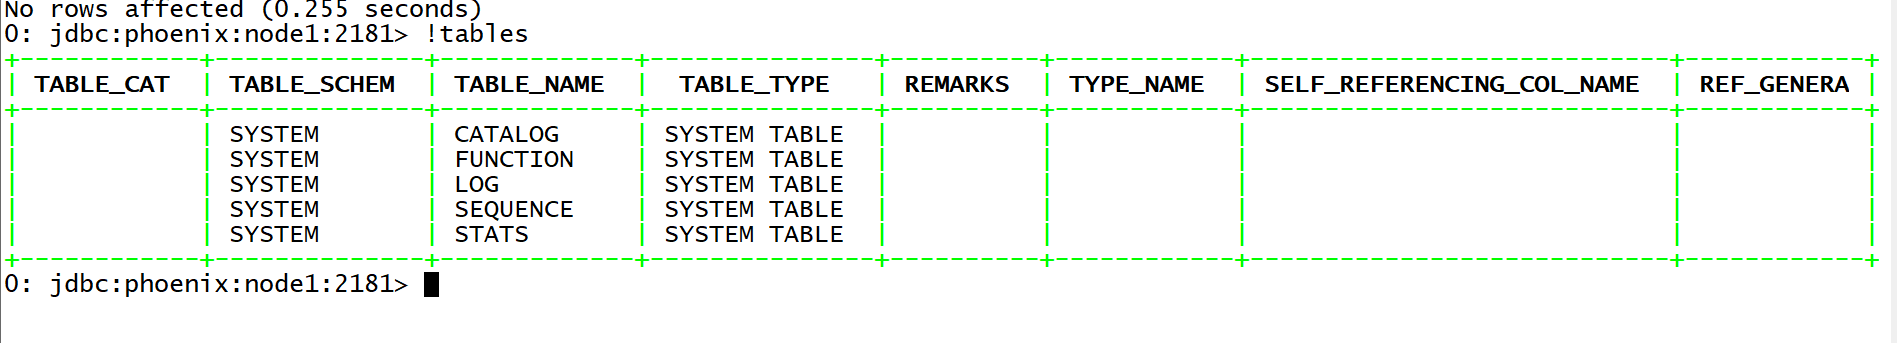 No rows affected (0.255 seconds)
0: jdbc:phoenix:node1:2181> !tables
+------------+--------------+-------------+---------------+----------+-----------+----------------------------+------------+
| TABLE_CAT | TABLE_SCHEM | TABLE_NAME | TABLE_TYPE | REMARKS | TYPE_NAME | SELF_REFERENCING_COL_NAME | REF_GENERA |
+------------+--------------+-------------+---------------+----------+-----------+----------------------------+------------+
| | SYSTEM | CATALOG | SYSTEM TABLE | | | | |
| | SYSTEM | FUNCTION | SYSTEM TABLE | | | | |
| | SYSTEM | LOG | SYSTEM TABLE | | | | |
| | SYSTEM | SEQUENCE | SYSTEM TABLE | | | | |
| | SYSTEM | STATS | SYSTEM TABLE | | | | |
+------------+--------------+-------------+---------------+----------+-----------+----------------------------+------------+
0: jdbc:phoenix:node1:2181>